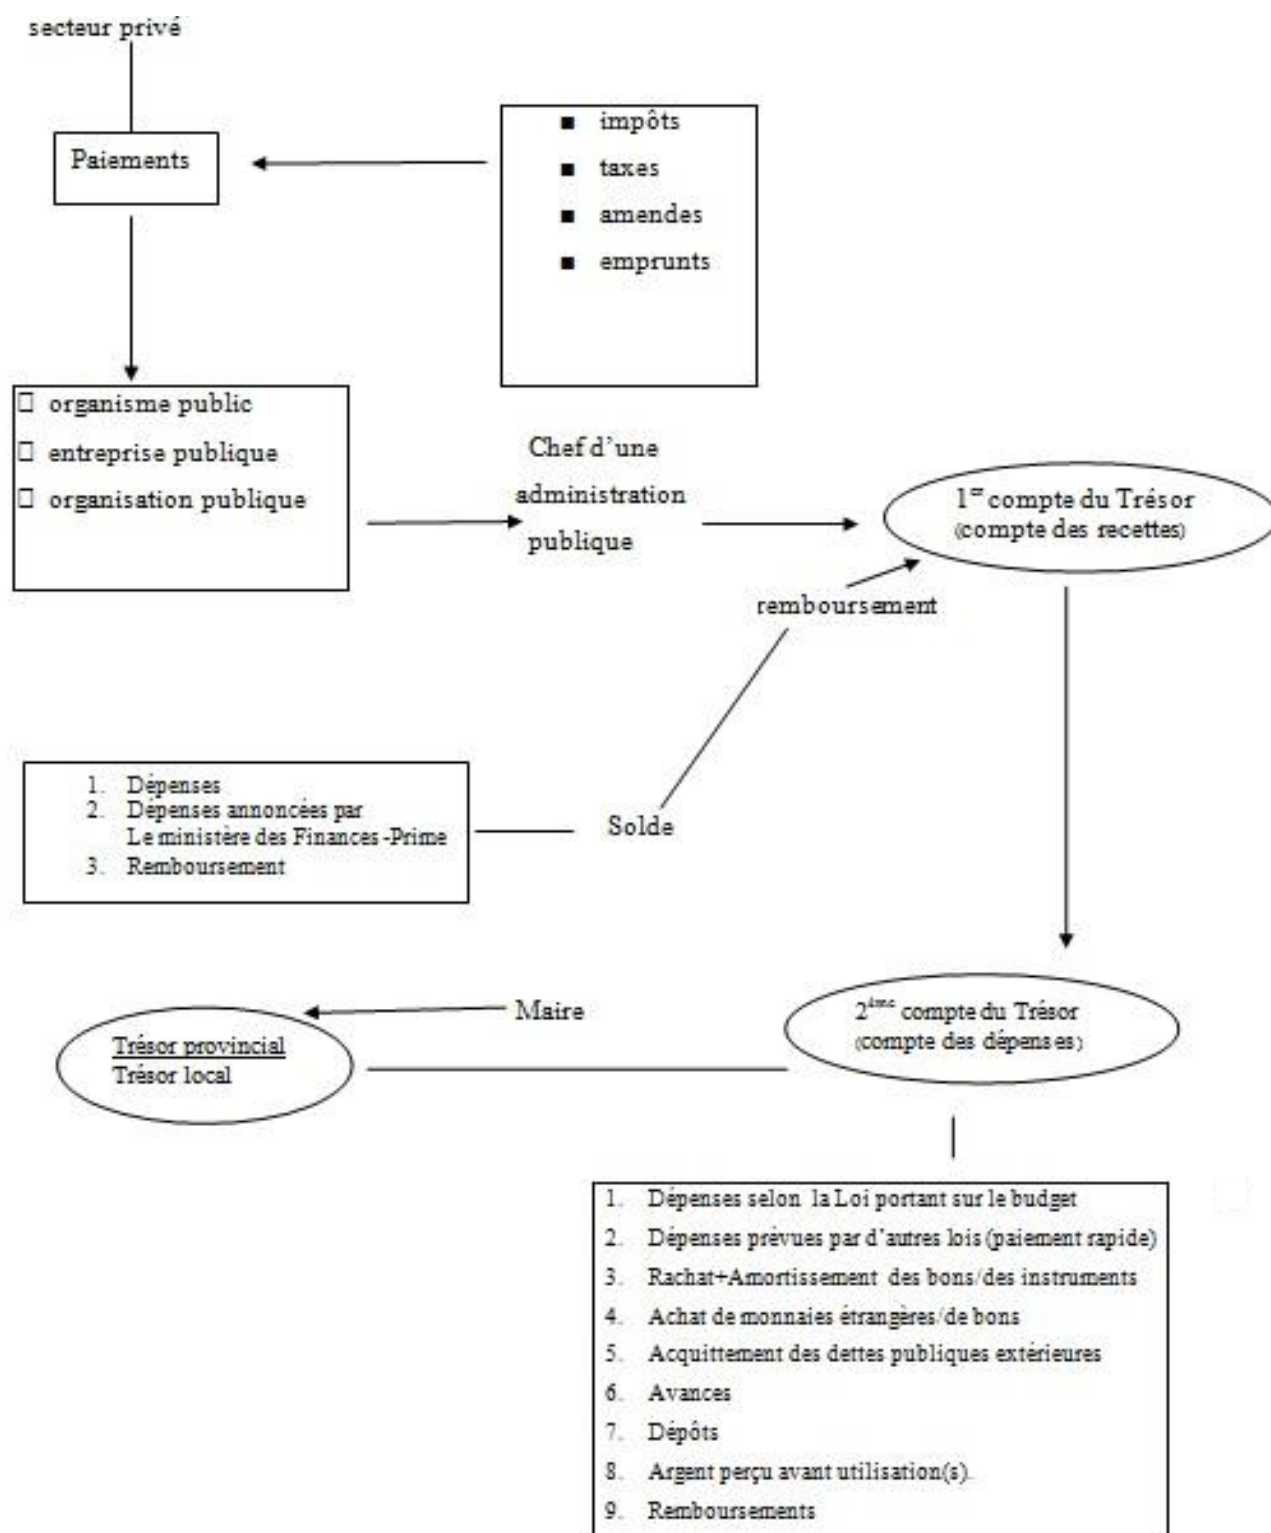 secteur privé
Paiements
■ impôts
■ taxes
■ amendes
■ emprunts
□ organisme public
□ entreprise publique
□ organisation publique
Chef d’une
administration
publique
1er compte du Trésor
(compte des recettes)
remboursement
1. Dépenses
2. Dépenses annoncées par
Le ministère des Finances -Prime
3. Remboursement
Solde
Maire
Trésor provincial
Trésor local
2ème compte du Trésor
(compte des dépenses)
1. Dépenses selon la Loi portant sur le budget
2. Dépenses prévues par d’autres lois (paiement rapide)
3. Rachat+Amortissement des bons/des instruments
4. Achat de monnaies étrangères/de bons
5. Acquittement des dettes publiques extérieures
6. Avances
7. Dépôts
8. Argent perçu avant utilisation(s).
9. Remboursements